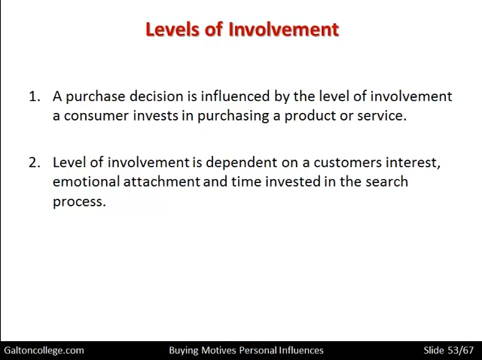 Levels of Involvement
1. A purchase decision is influenced by the level of involvement
a consumer invests in purchasing a product or service.
2. Level of involvement is dependent on a customers interest,
emotional attachment and time invested in the search
process.
Galtoncollege.com Buying Motives Personal Influences Slide 53/67